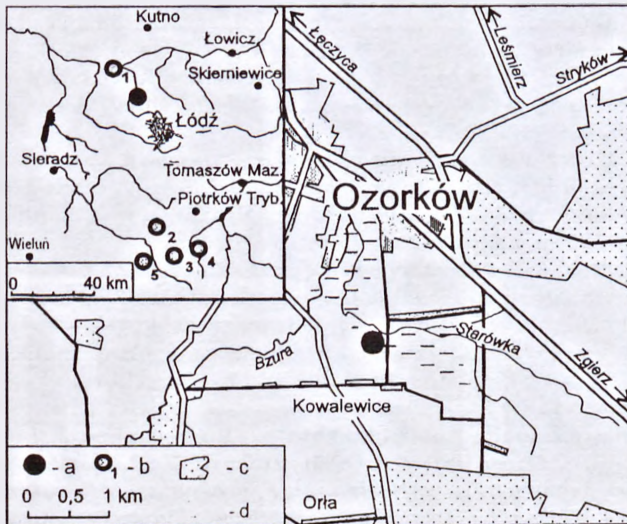 Kutno
Łowicz
Skierniewice
1
Łódź
Sieradz
Tomaszów Maz.
Piotrków Tryb.
2
3
4
5
Wieluń
0 40 km
Łęczyca
Leśmierz
Stryków
Ozorków
Starówka
Bzura
Zgierz
Kowalewice
Orła
- a 1 - b - c
0 0,5 1 km - d